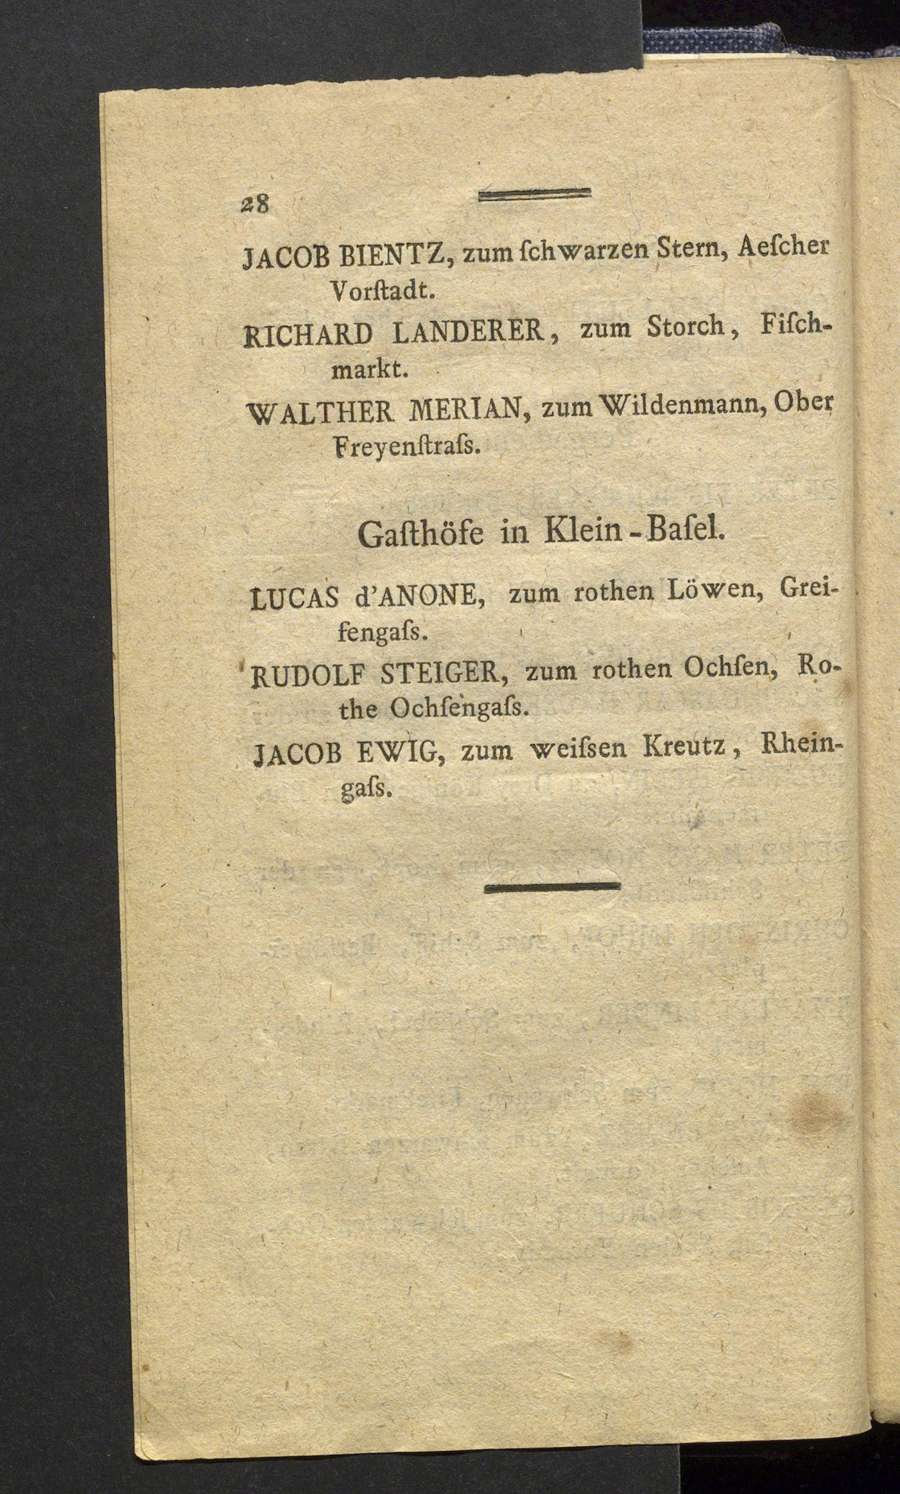 28
JACOB BIENTZ, zum ſchwarzen Stern, Aeſcher
Vorſtadt.
RICHARD LANDERER, zum Storch, Fiſch-
markt.
WALTHER MERIAN, zum Wildenmann, Ober
Freyenſtraſs.
Gaſthöfe in Klein-Baſel.
LUCAS d'ANONE, zum rothen Löwen, Grei-
fengaſs.
RUDOLF STEIGER, zum rothen Ochſen, Ro-
the Ochſengaſs.
JACOB EWIG, zum weiſsen Kreutz, Rhein-
gaſs.